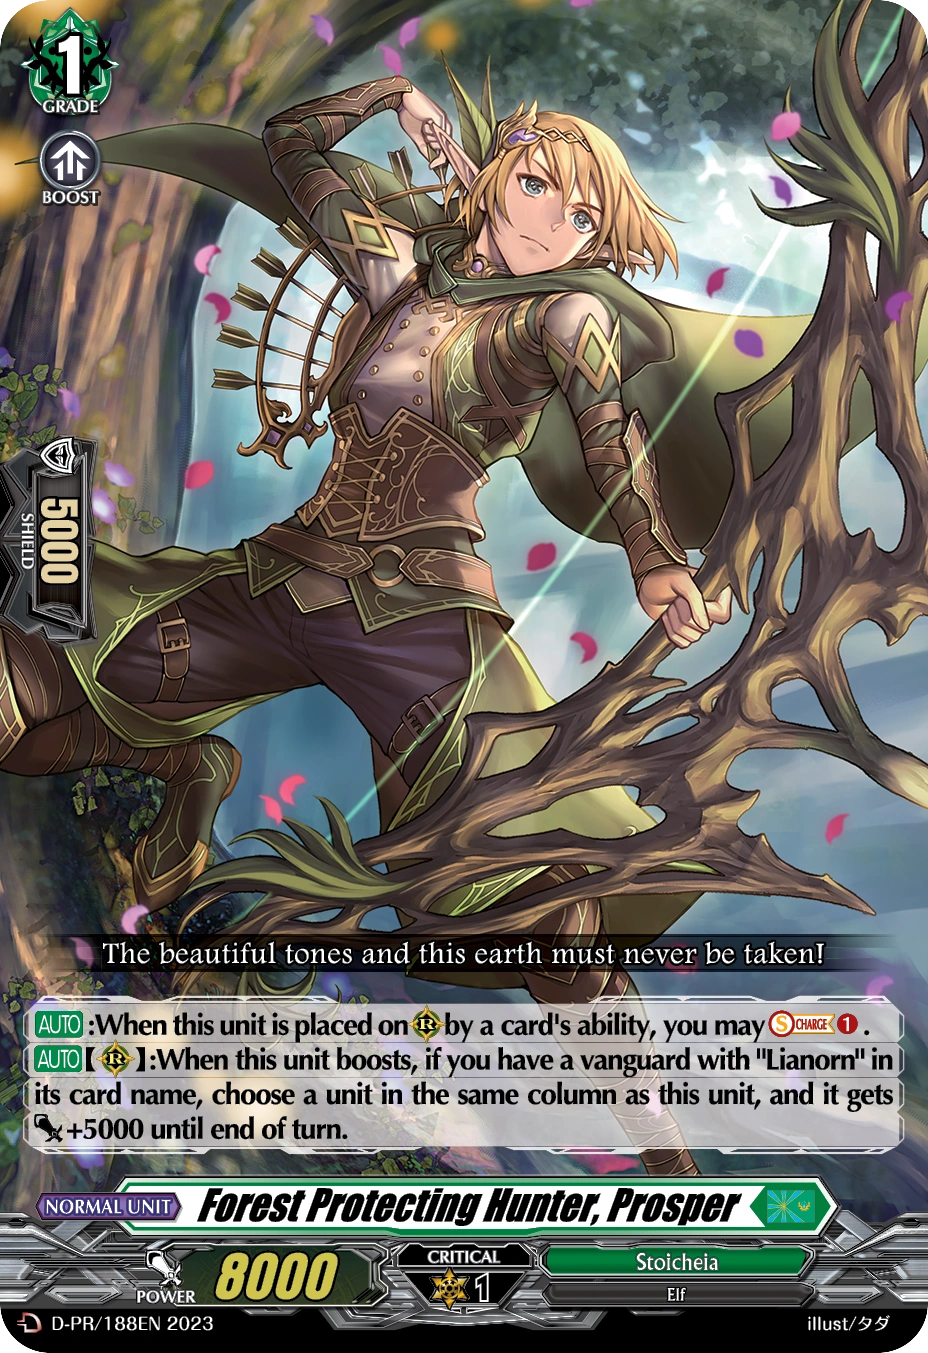 1
GRADE
BOOST
5000
SHIELD
The beautiful tones and this earth must never be taken!
AUTO:When this unit is placed on R by a card's ability, you may S CHARGE 1.
AUTO【R】:When this unit boosts, if you have a vanguard with "Lianorn" in
its card name, choose a unit in the same column as this unit, and it gets
+5000 until end of turn.
NORMAL UNIT
Forest Protecting Hunter, Prosper
POWER
8000
CRITICAL
1
Stoicheia
Elf
D D-PR/188EN 2023
illust/タダ